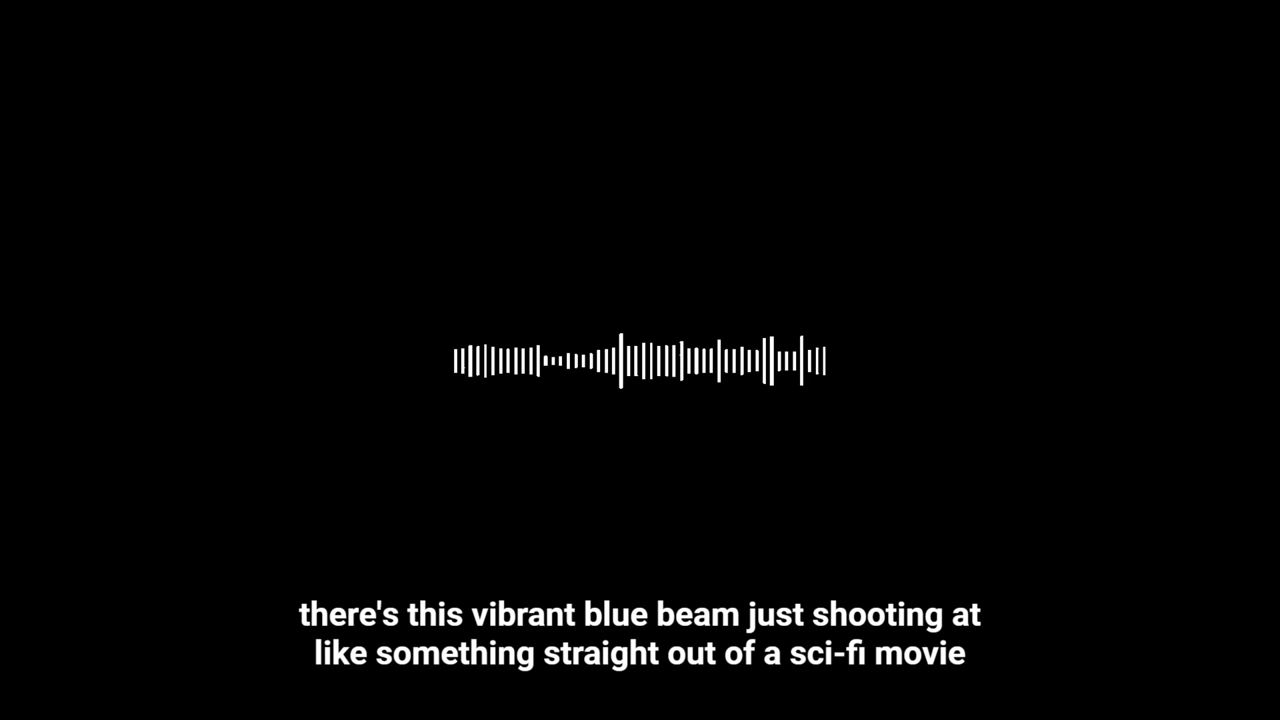 there's this vibrant blue beam just shooting at
like something straight out of a sci-fi movie